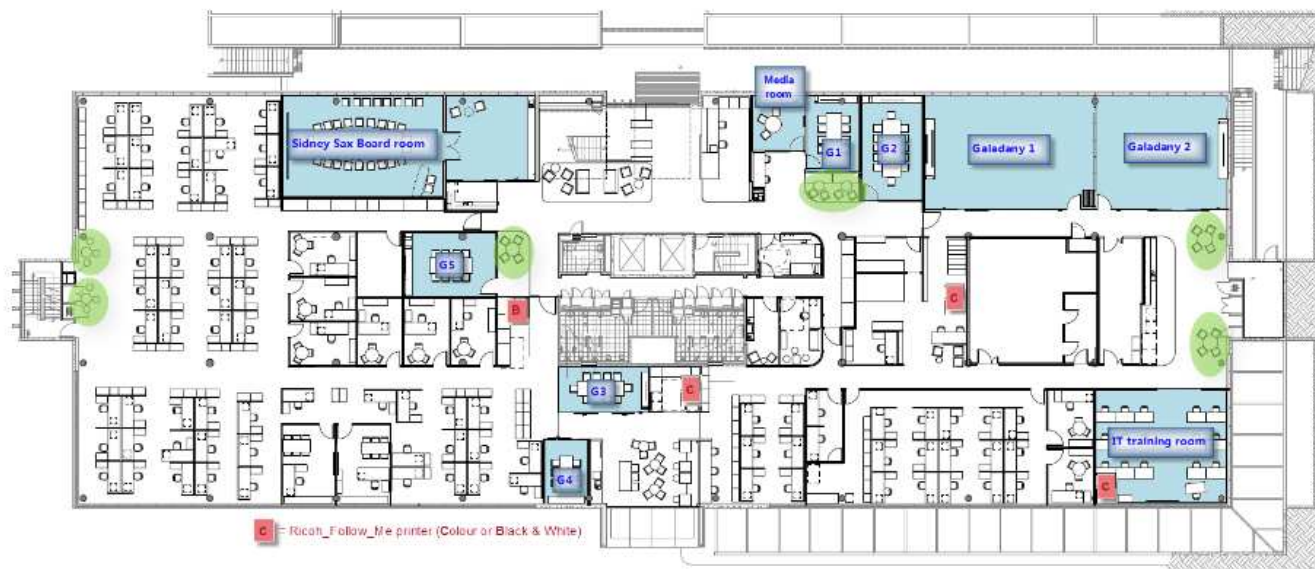 Media
room
Sidney Sax Board room
G1
G2
Galadany 1
Galadany 2
G5
B
C
G3
C
IT training room
G4
C
C = Ricoh_Follow_Me printer (Colour or Black & White)